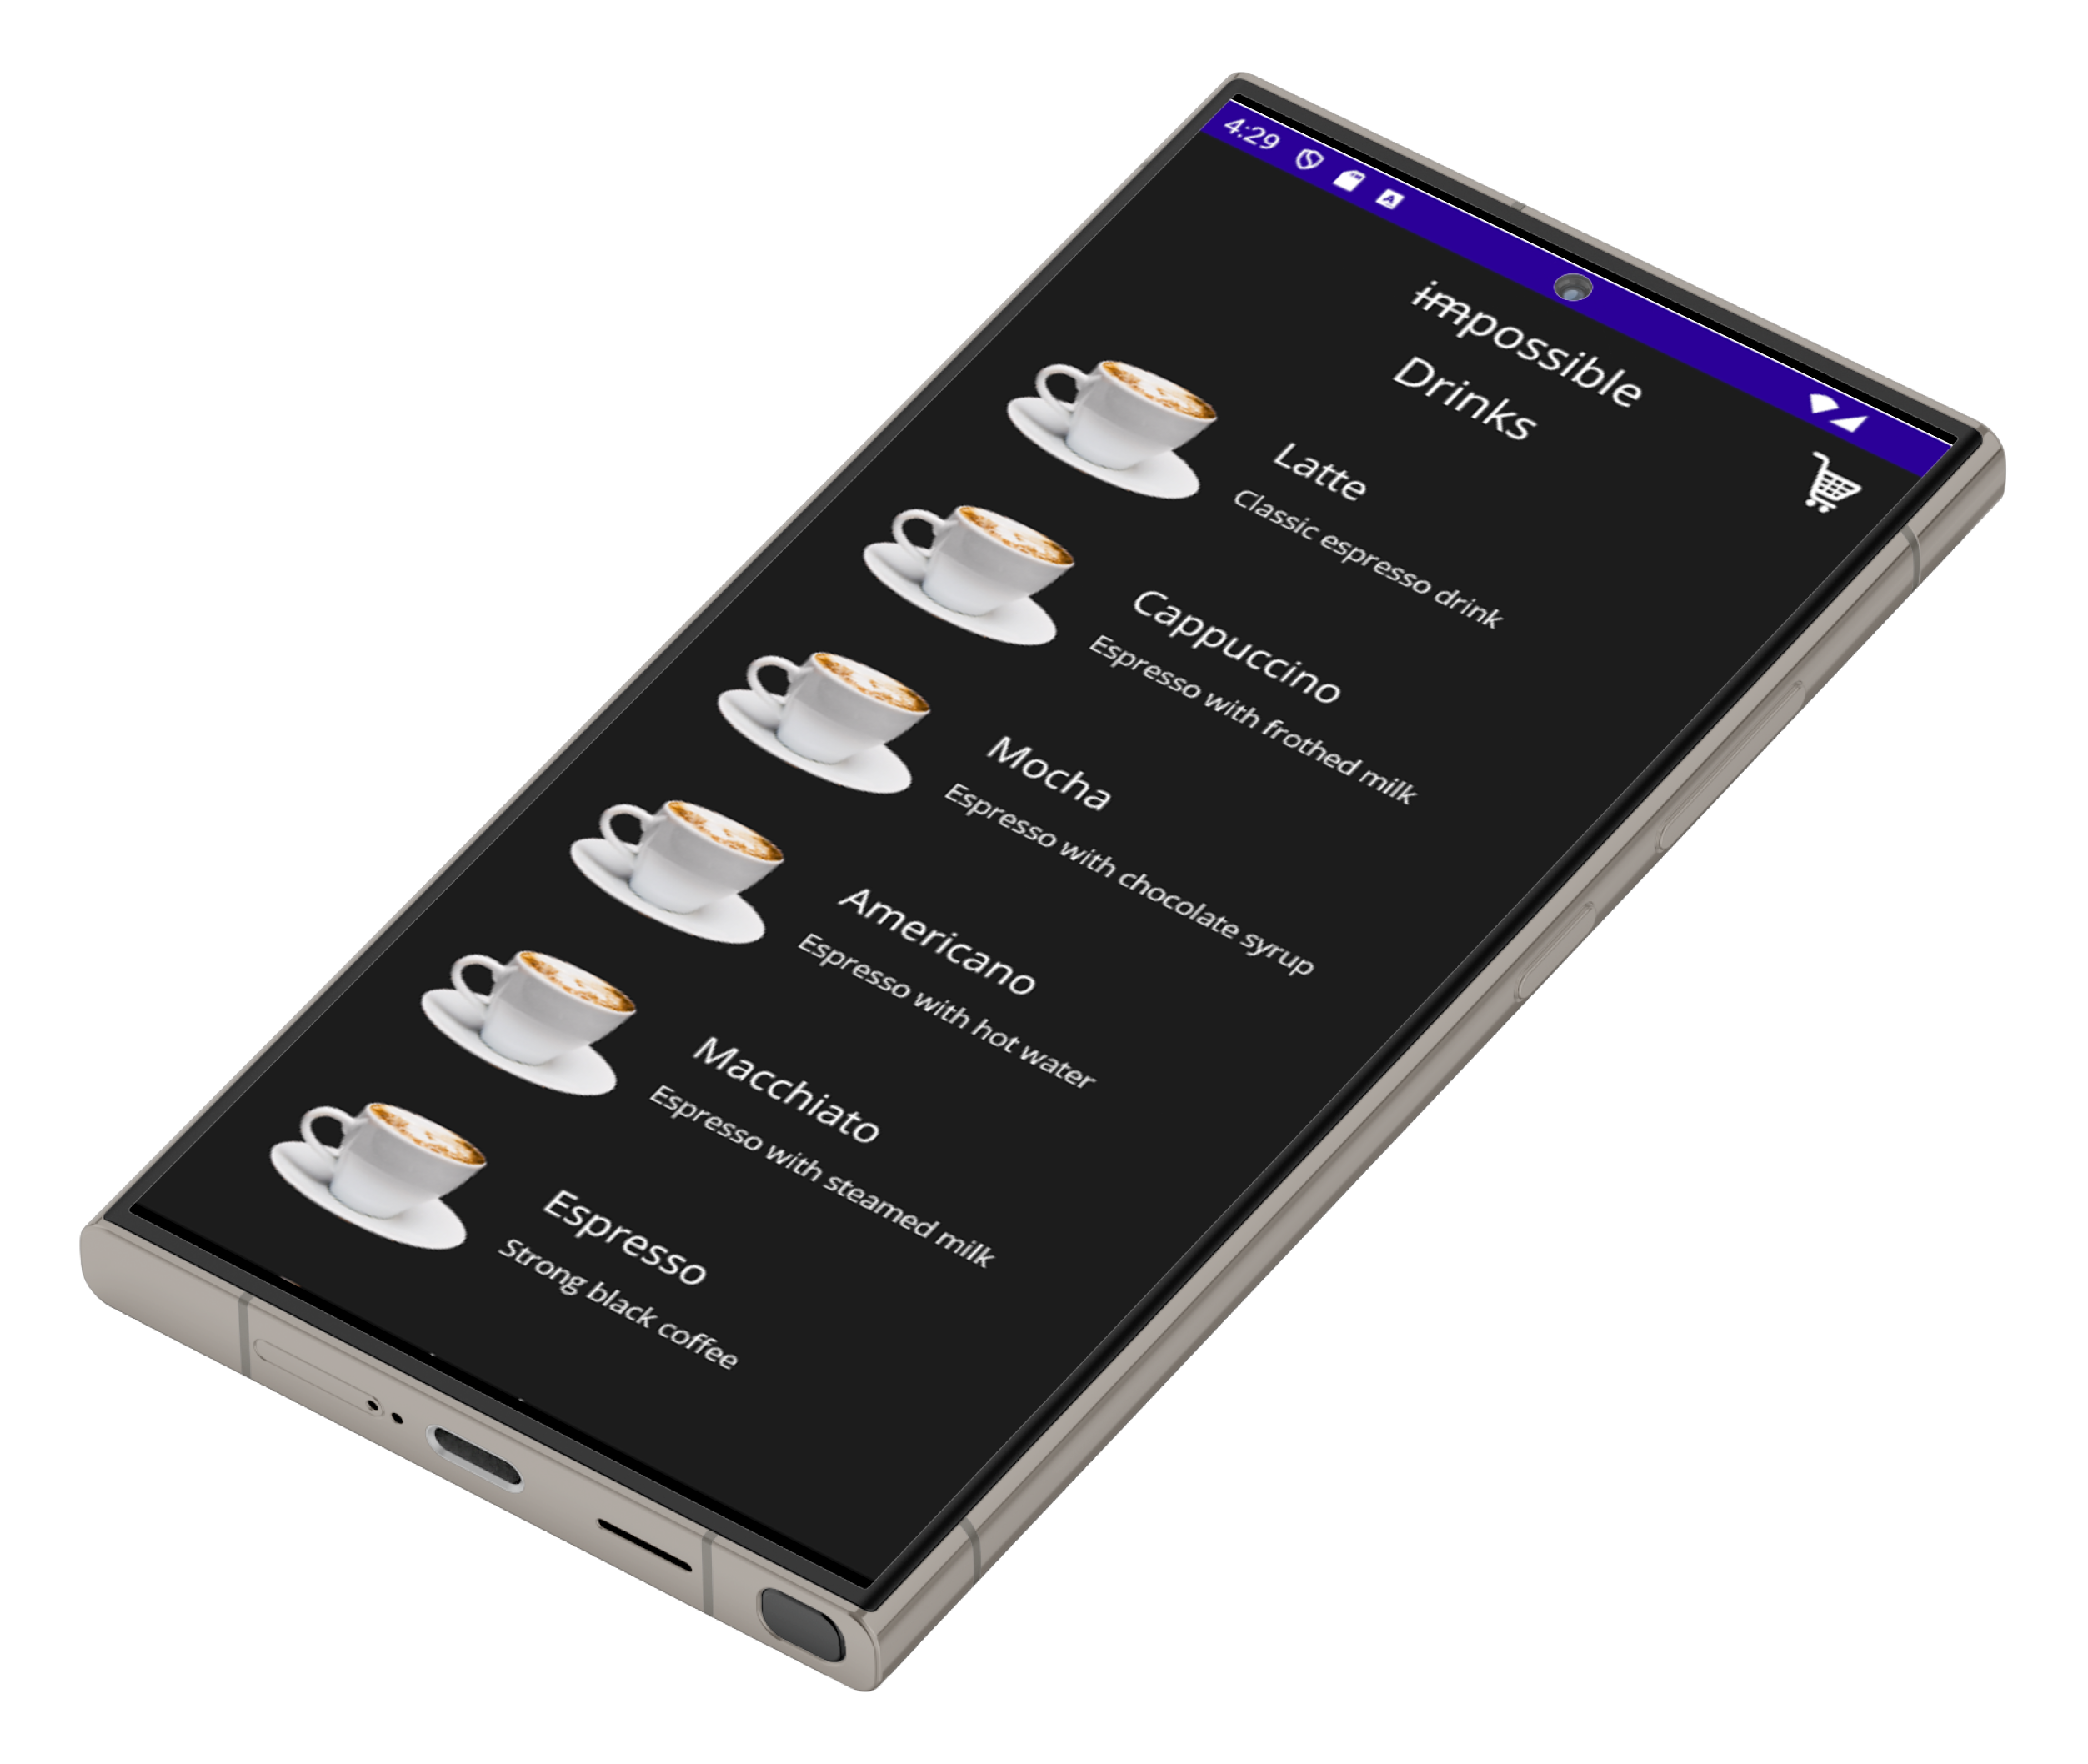 4:29
impossible
Drinks
Latte
Classic espresso drink
Cappuccino
Espresso with frothed milk
Mocha
Espresso with chocolate syrup
Americano
Espresso with hot water
Macchiato
Espresso with steamed milk
Espresso
Strong black coffee